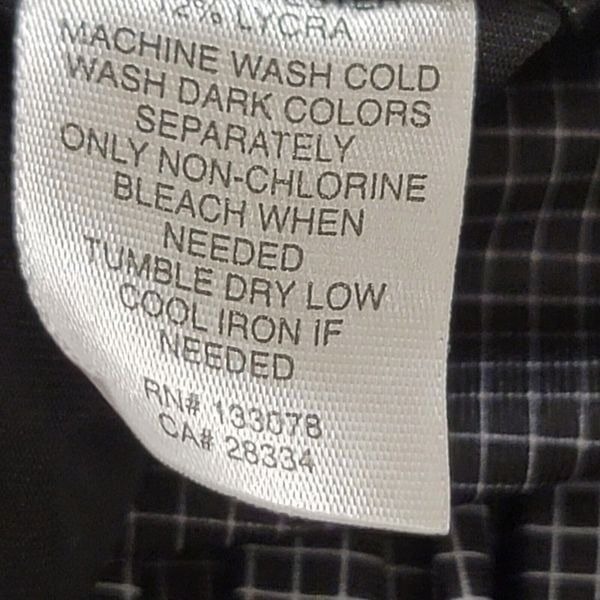 12% LYCRA
MACHINE WASH COLD
WASH DARK COLORS
SEPARATELY
ONLY NON-CHLORINE
BLEACH WHEN
NEEDED
TUMBLE DRY LOW
COOL IRON IF
NEEDED
RN# 133078
CA# 28334